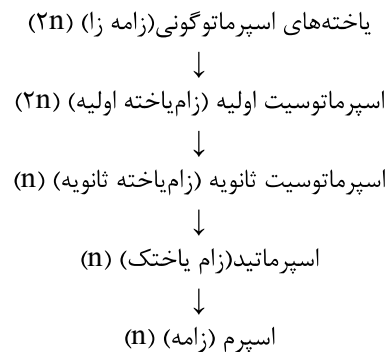 یاخته‌های اسپرماتوگونی(زامه زا) (۲n)
↓
اسپرماتوسیت اولیه (زام‌یاخته اولیه) (۲n)
↓
اسپرماتوسیت ثانویه (زام‌یاخته ثانویه) (n)
↓
اسپرماتید(زام یاختک) (n)
↓
اسپرم (زامه) (n)